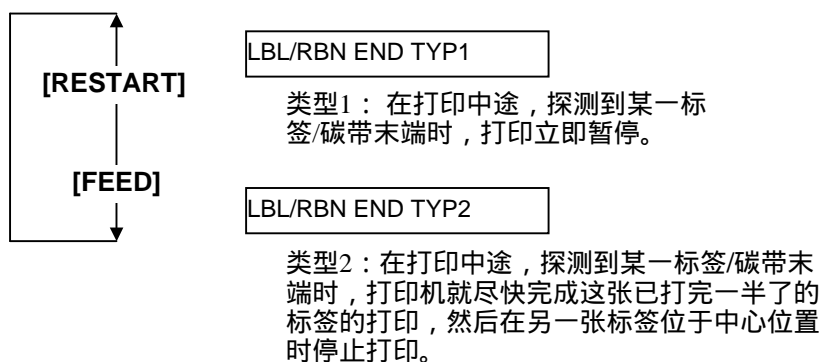 LBL/RBN END TYP1
[RESTART]
类型1： 在打印中途，探测到某一标
签/碳带末端时，打印立即暂停。
[FEED]
LBL/RBN END TYP2
类型2：在打印中途，探测到某一标签/碳带末
端时，打印机就尽快完成这张已打完一半了的
标签的打印，然后在另一张标签位于中心位置
时停止打印。